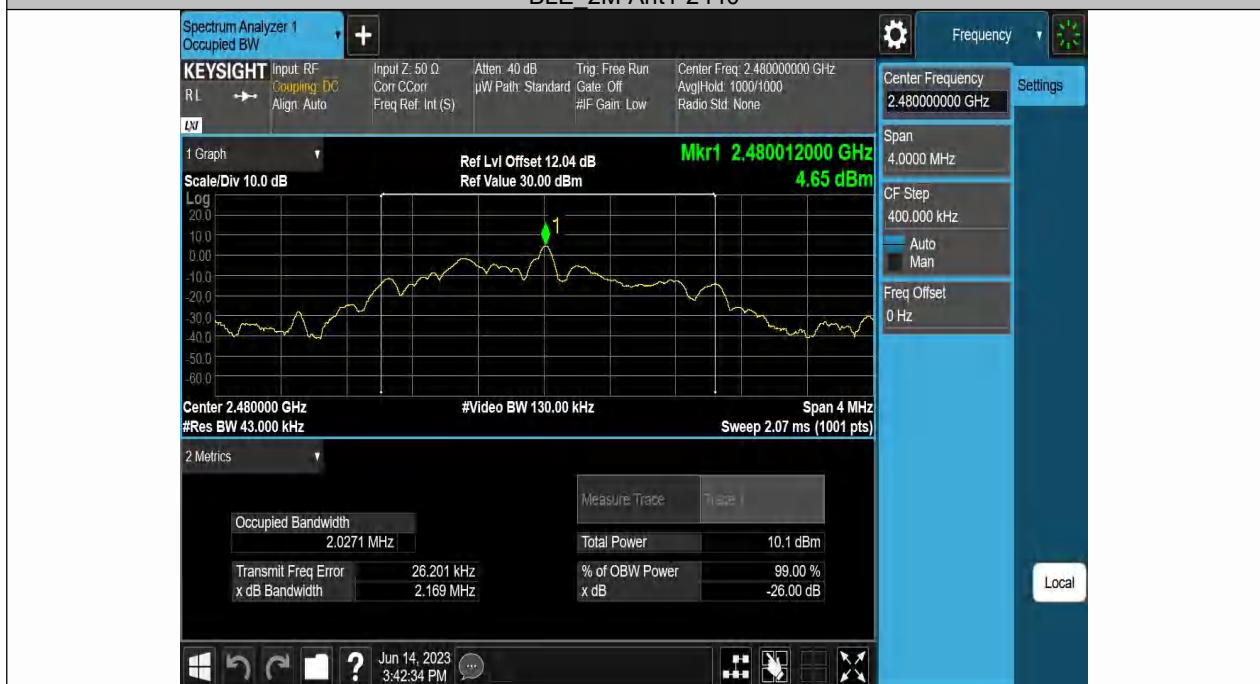 Spectrum Analyzer 1
Occupied BW
Frequency
KEYSIGHT
RL
LXI
Input: RF
Coupling: DC
Align: Auto
Input Z: 50 Ω
Corr CCorr
Freq Ref: Int (S)
Atten: 40 dB
µW Path: Standard
Trig: Free Run
Gate: Off
#IF Gain: Low
Center Freq: 2.480000000 GHz
Avg|Hold: 1000/1000
Radio Std: None
Center Frequency
2.480000000 GHz
Settings
Span
4.0000 MHz
CF Step
400.000 kHz
Auto
Man
Freq Offset
0 Hz
Local
1 Graph
Scale/Div 10.0 dB
Ref Lvl Offset 12.04 dB
Ref Value 30.00 dBm
Mkr1 2.480012000 GHz
4.65 dBm
Log
20.0
10.0
0.00
-10.0
-20.0
-30.0
-40.0
-50.0
-60.0
1
Center 2.480000 GHz
#Res BW 43.000 kHz
#Video BW 130.00 kHz
Span 4 MHz
Sweep 2.07 ms (1001 pts)
2 Metrics
Measure Trace
Trace 1
Occupied Bandwidth
2.0271 MHz
Total Power
10.1 dBm
Transmit Freq Error
26.201 kHz
% of OBW Power
99.00 %
x dB Bandwidth
2.169 MHz
x dB
-26.00 dB
?
Jun 14, 2023
3:42:34 PM